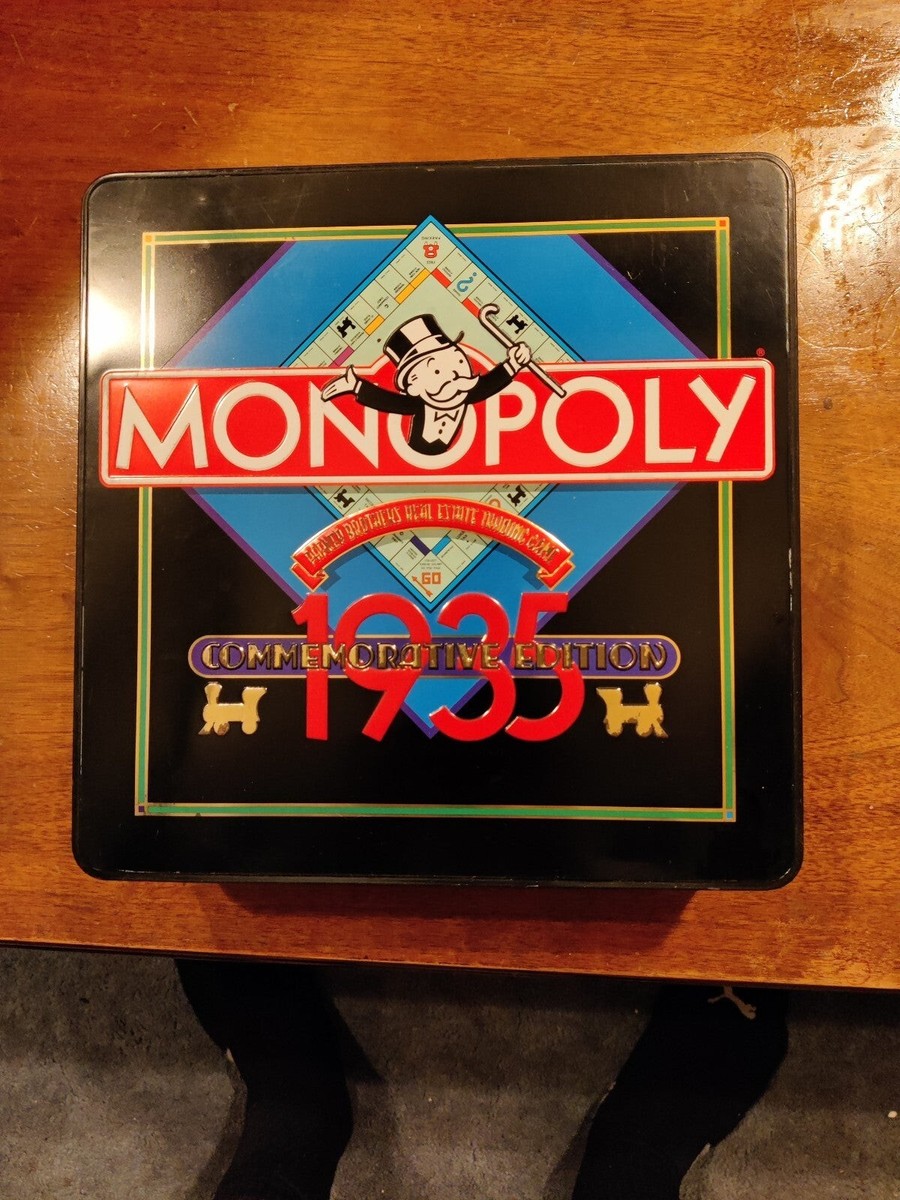 MONOPOLY
®
PARKER BROTHERS REAL ESTATE TRADING GAME
GO
1935
COMMEMORATIVE EDITION